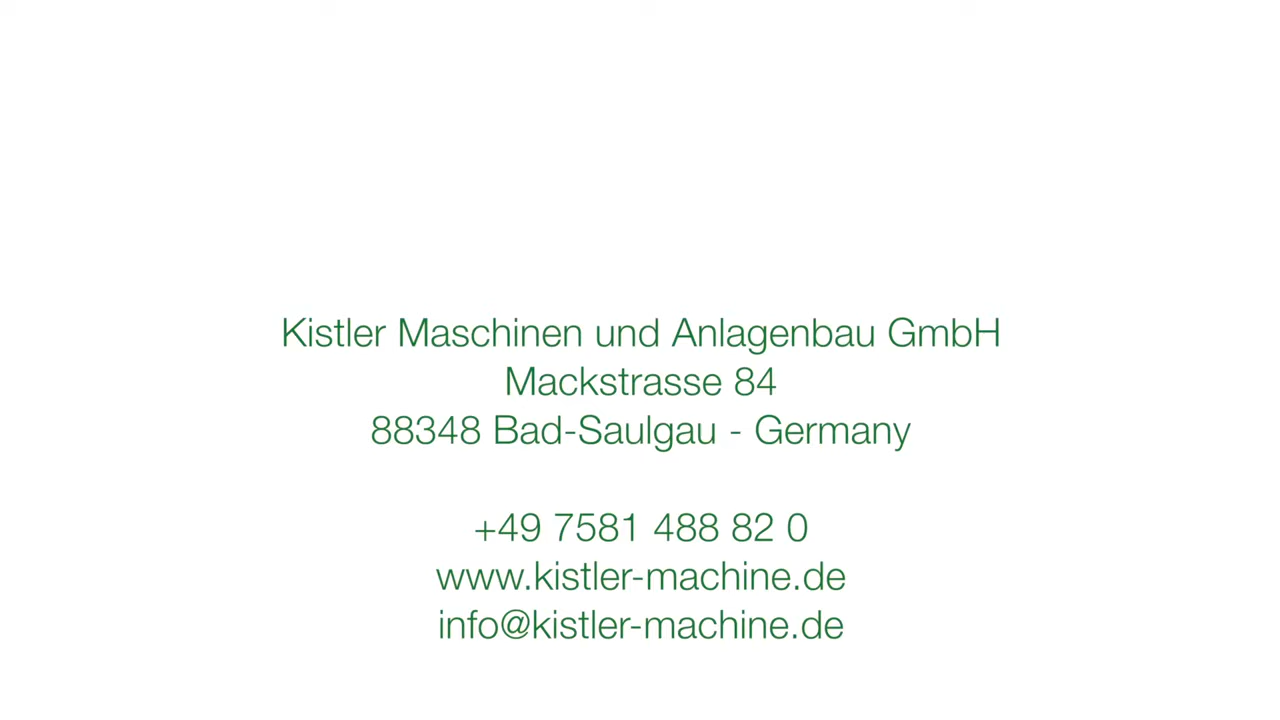 Kistler Maschinen und Anlagenbau GmbH
Mackstrasse 84
88348 Bad-Saulgau - Germany
+49 7581 488 82 0
www.kistler-machine.de
info@kistler-machine.de